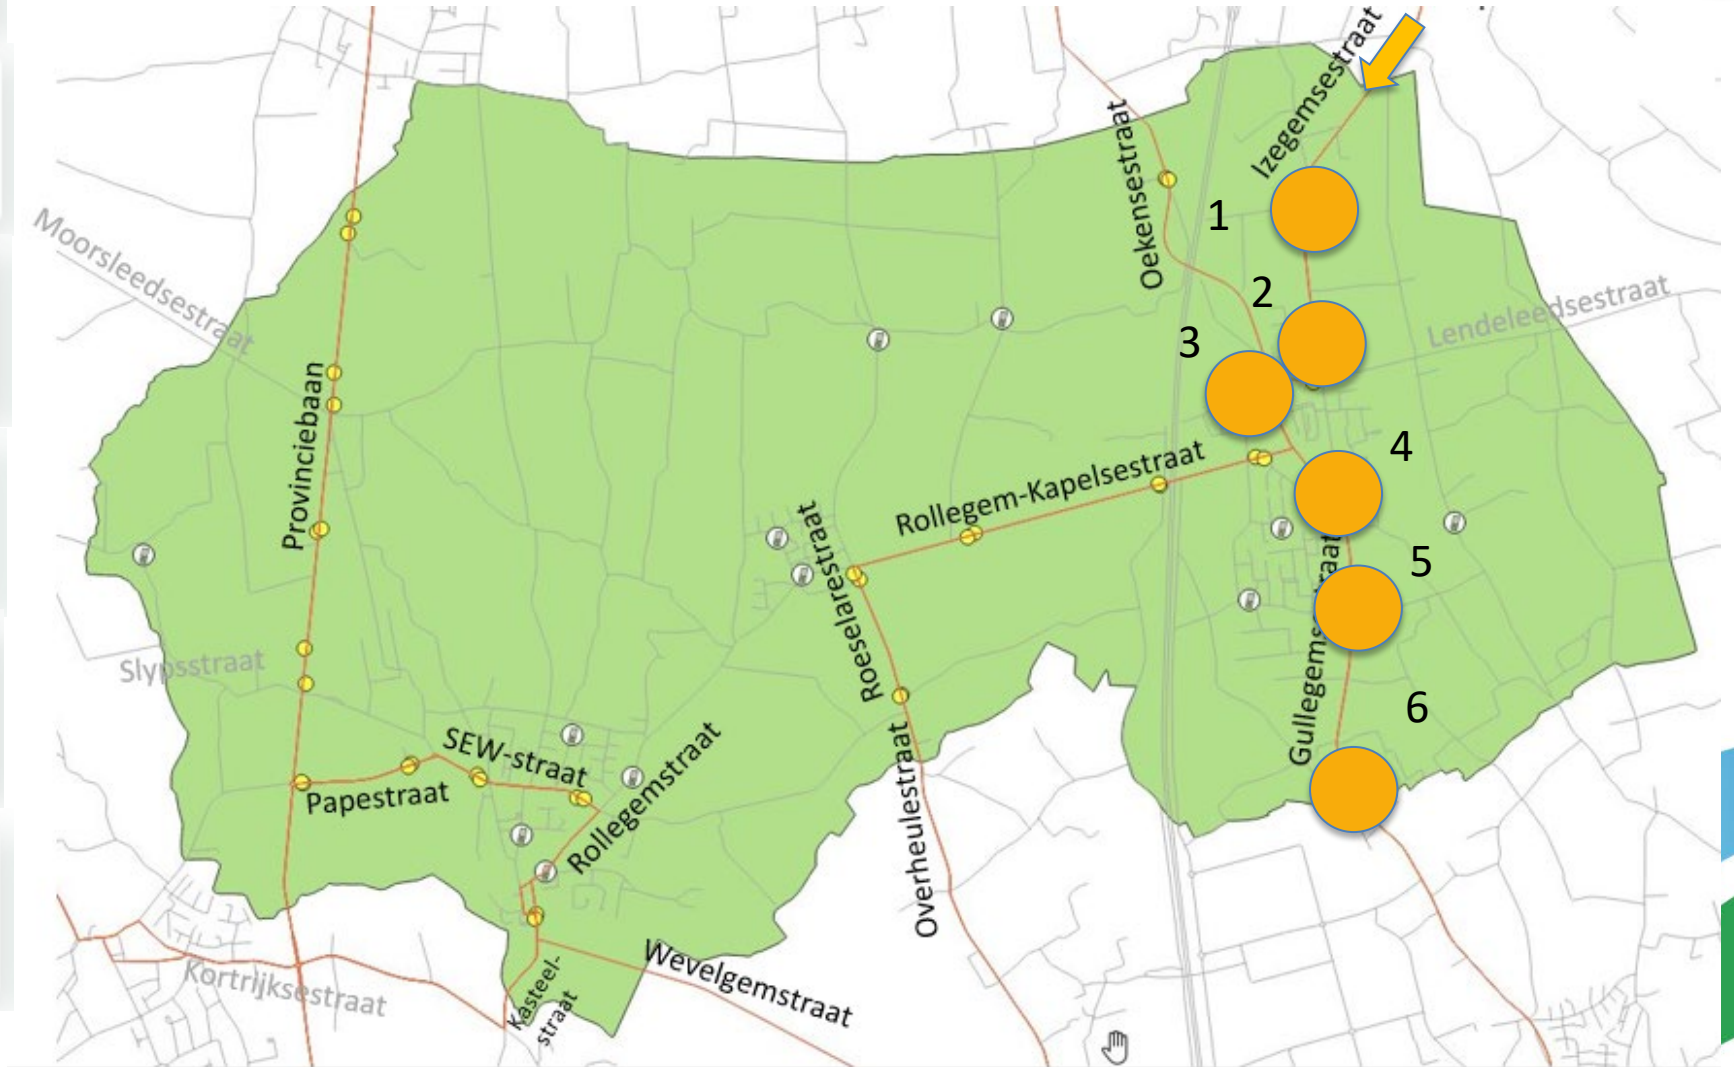 Izegemsestraat
Oekensestraat
1
Moorsleedsestraat
2
Lendeleedsestraat
3
Provinciebaan
4
Rollegem-Kapelsestraat
Roeselarestraat
5
Gullegemsestraat
Slypsstraat
6
SEW-straat
Rollegemstraat
Papestraat
Overheulestraat
Wevelgemstraat
Kortrijksestraat
Kasteel-
straat